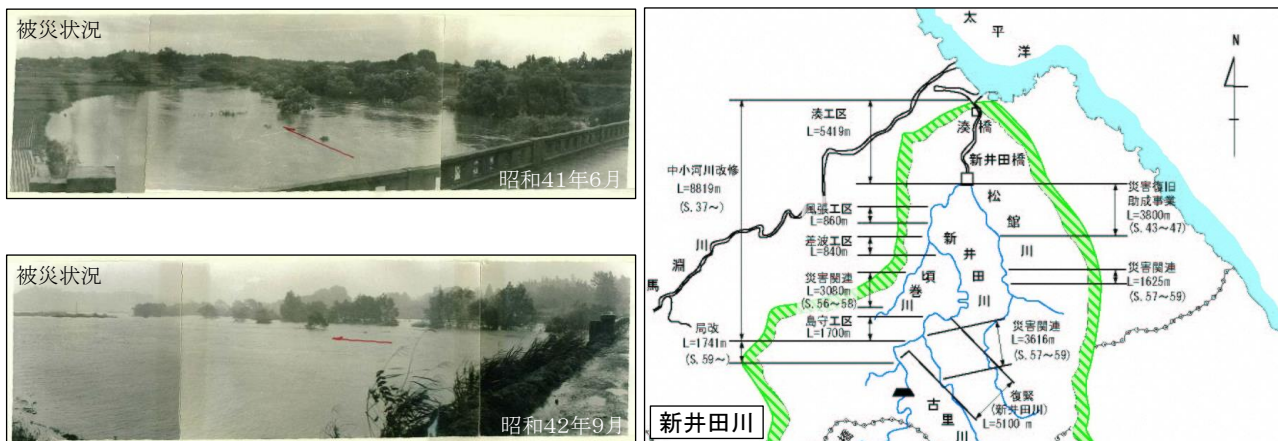 被災状況
昭和41年6月
被災状況
昭和42年9月
太平洋
N
湊工区
L=5419m
湊橋
新井田橋
中小河川改修
L=8819m
(S.37~)
災害復旧
助成事業
L=3800m
(S.43~47)
松館川
風張工区
L=860m
新井田川
差波工区
L=840m
馬淵川
頃巻川
災害関連
L=3080m
(S.56~58)
災害関連
L=1625m
(S.57~59)
島守工区
L=1700m
局改
L=1741m
(S.59~)
災害関連
L=3616m
(S.57~59)
復緊
(新井田川)
L=5100 m
古里川
橋
新井田川